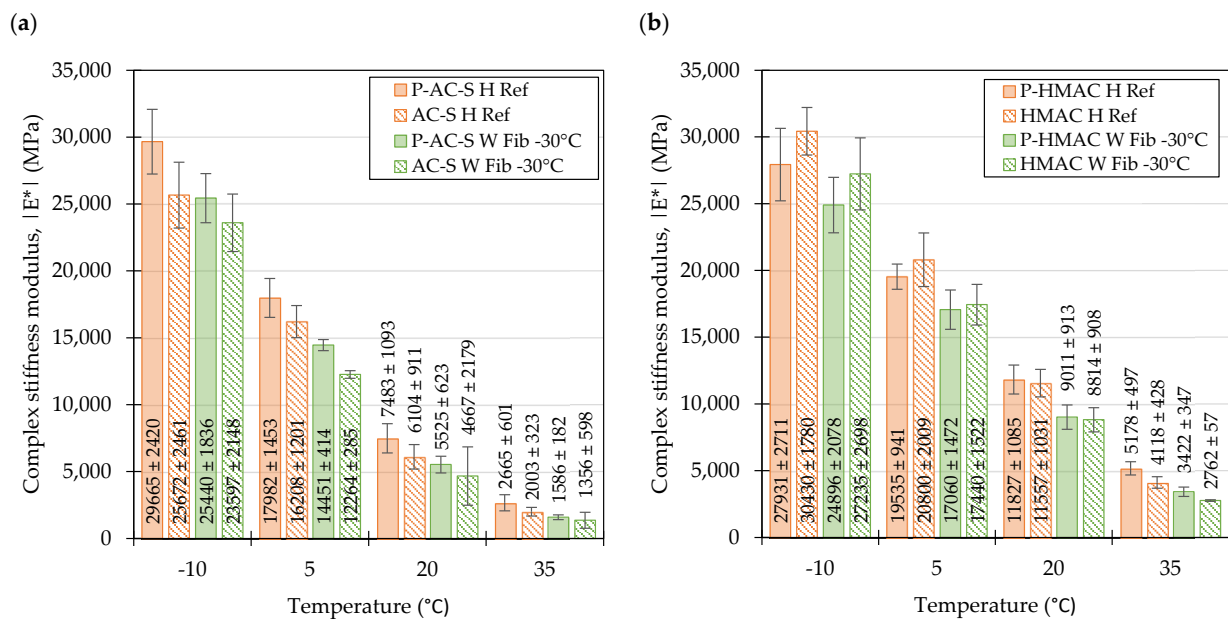 (a)
Complex stiffness modulus, |E*| (MPa)
35,000
30,000
25,000
20,000
15,000
10,000
5,000
0
P-AC-S H Ref
AC-S H Ref
P-AC-S W Fib -30°C
AC-S W Fib -30°C
29665 ± 2420
25672 ± 2461
25440 ± 1836
23597 ± 2148
17982 ± 1453
16208 ± 1201
14451 ± 414
12264 ± 285
7483 ± 1093
6104 ± 911
5525 ± 623
4667 ± 2179
2665 ± 601
2003 ± 323
1586 ± 182
1356 ± 598
-10
5
20
35
Temperature (°C)
(b)
Complex stiffness modulus, |E*| (MPa)
35,000
30,000
25,000
20,000
15,000
10,000
5,000
0
P-HMAC H Ref
HMAC H Ref
P-HMAC W Fib -30°C
HMAC W Fib -30°C
27931 ± 2711
30430 ± 1780
24896 ± 2078
27235 ± 2698
19535 ± 941
20800 ± 2009
17060 ± 1472
17440 ± 1522
11827 ± 1085
11557 ± 1031
9011 ± 913
8814 ± 908
5178 ± 497
4118 ± 428
3422 ± 347
2762 ± 57
-10
5
20
35
Temperature (°C)